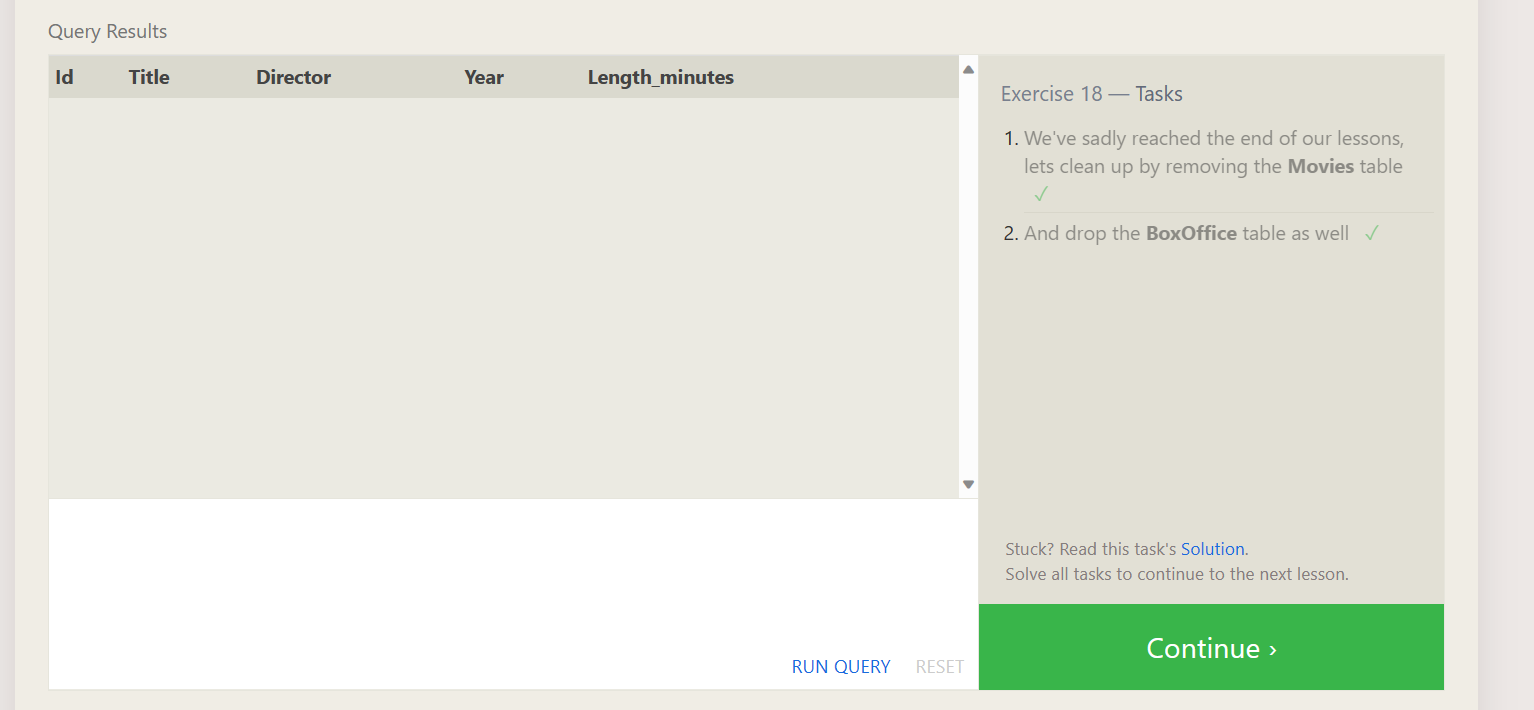 Query Results
Id Title Director Year Length_minutes
Exercise 18 — Tasks
1. We've sadly reached the end of our lessons,
lets clean up by removing the Movies table
✓
2. And drop the BoxOffice table as well ✓
Stuck? Read this task's Solution.
Solve all tasks to continue to the next lesson.
RUN QUERY RESET
Continue ›